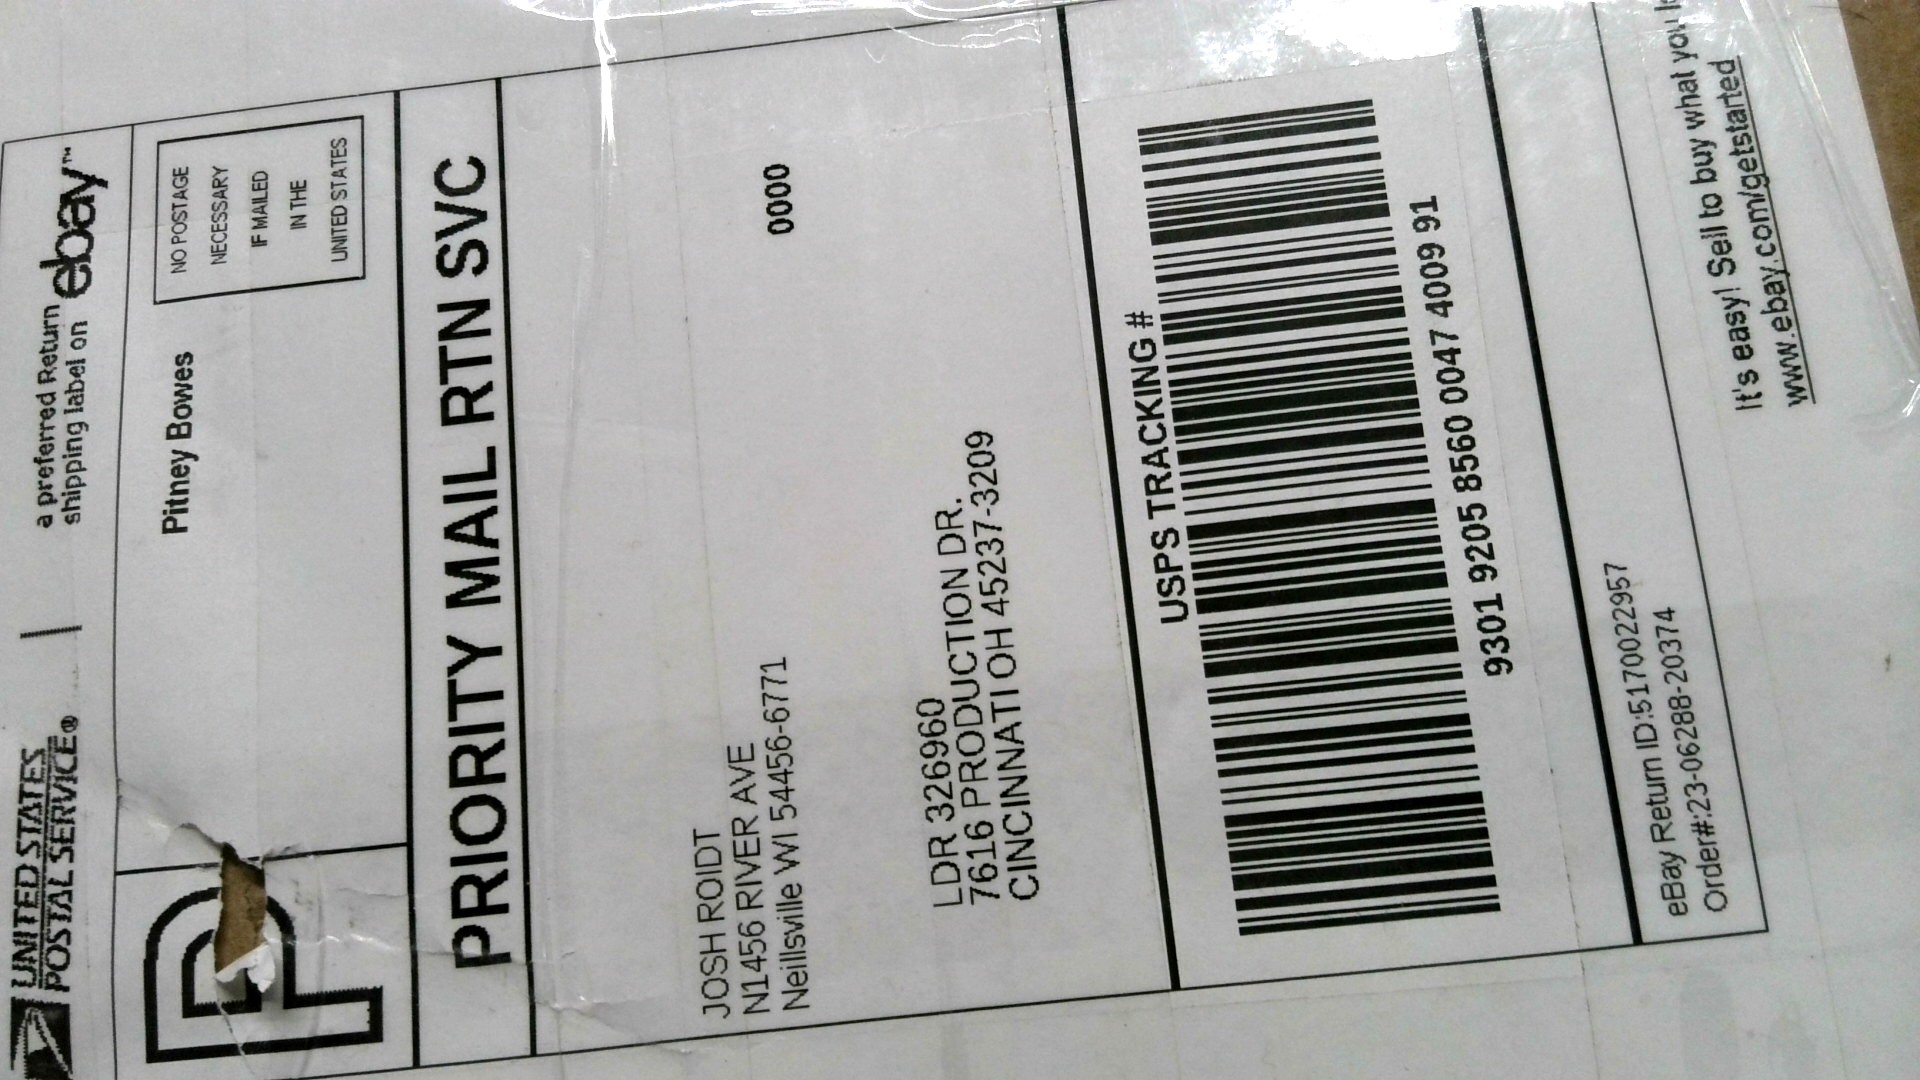 UNITED STATES
POSTAL SERVICE®
a preferred Return
shipping label on ebay™
P
Pitney Bowes
NO POSTAGE
NECESSARY
IF MAILED
IN THE
UNITED STATES
PRIORITY MAIL RTN SVC
JOSH ROIDT
N1456 RIVER AVE
Neillsville WI 54456-6771
0000
LDR 326960
7616 PRODUCTION DR.
CINCINNATI OH 45237-3209
USPS TRACKING #
9301 9205 8560 0047 4009 91
eBay Return ID:5170022957
Order#:23-06288-20374
It's easy! Sell to buy what you
www.ebay.com/getstarted